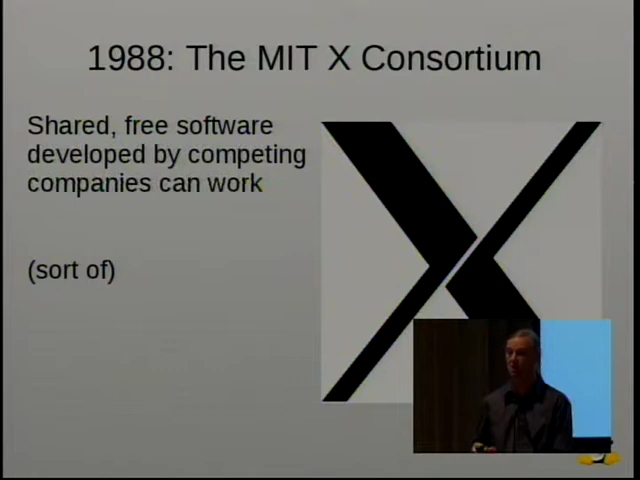 1988: The MIT X Consortium
Shared, free software
developed by competing
companies can work
(sort of)